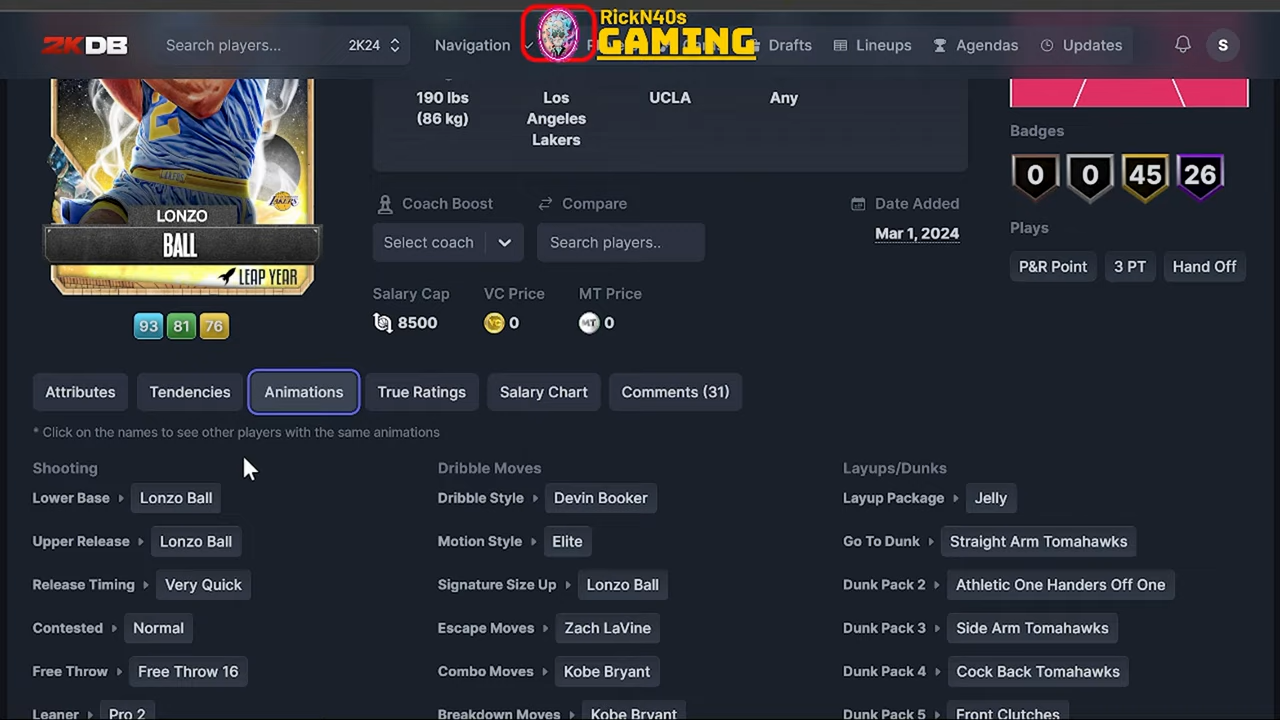 RickN40s
GAMING
2KDB
Search players...
2K24
Navigation
Drafts
Lineups
Agendas
Updates
S
190 lbs
(86 kg)
Los
Angeles
Lakers
UCLA
Any
2
LAKERS
LONZO
BALL
LEAP YEAR
93 81 76
Coach Boost
Select coach
Compare
Search players..
Date Added
Mar 1, 2024
Salary Cap
8500
VC Price
VC 0
MT Price
MT 0
Badges
0 0 45 26
Plays
P&R Point
3 PT
Hand Off
Attributes
Tendencies
Animations
True Ratings
Salary Chart
Comments (31)
* Click on the names to see other players with the same animations
Shooting
Lower Base Lonzo Ball
Upper Release Lonzo Ball
Release Timing Very Quick
Contested Normal
Free Throw Free Throw 16
Leaner Pro 2
Dribble Moves
Dribble Style Devin Booker
Motion Style Elite
Signature Size Up Lonzo Ball
Escape Moves Zach LaVine
Combo Moves Kobe Bryant
Breakdown Moves Kobe Bryant
Layups/Dunks
Layup Package Jelly
Go To Dunk Straight Arm Tomahawks
Dunk Pack 2 Athletic One Handers Off One
Dunk Pack 3 Side Arm Tomahawks
Dunk Pack 4 Cock Back Tomahawks
Dunk Pack 5 Front Clutches